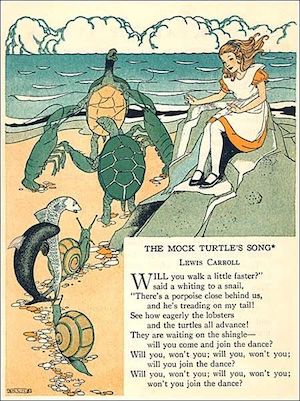 THE MOCK TURTLE'S SONG*
LEWIS CARROLL
WILL you walk a little faster?"
said a whiting to a snail,
"There's a porpoise close behind us,
and he's treading on my tail!
See how eagerly the lobsters
and the turtles all advance!
They are waiting on the shingle—
will you come and join the dance?
Will you, won't you; will you, won't you;
will you join the dance?
Will you, won't you; will you, won't you;
won't you join the dance?